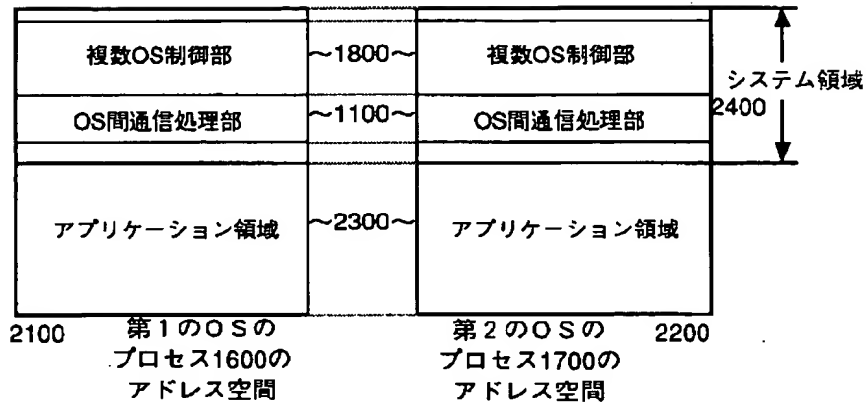 複数OS制御部 ~1800~ 複数OS制御部
システム領域
2400
OS間通信処理部 ~1100~ OS間通信処理部
アプリケーション領域 ~2300~ アプリケーション領域
2100 第1のOSの 第2のOSの 2200
プロセス1600の プロセス1700の
アドレス空間 アドレス空間